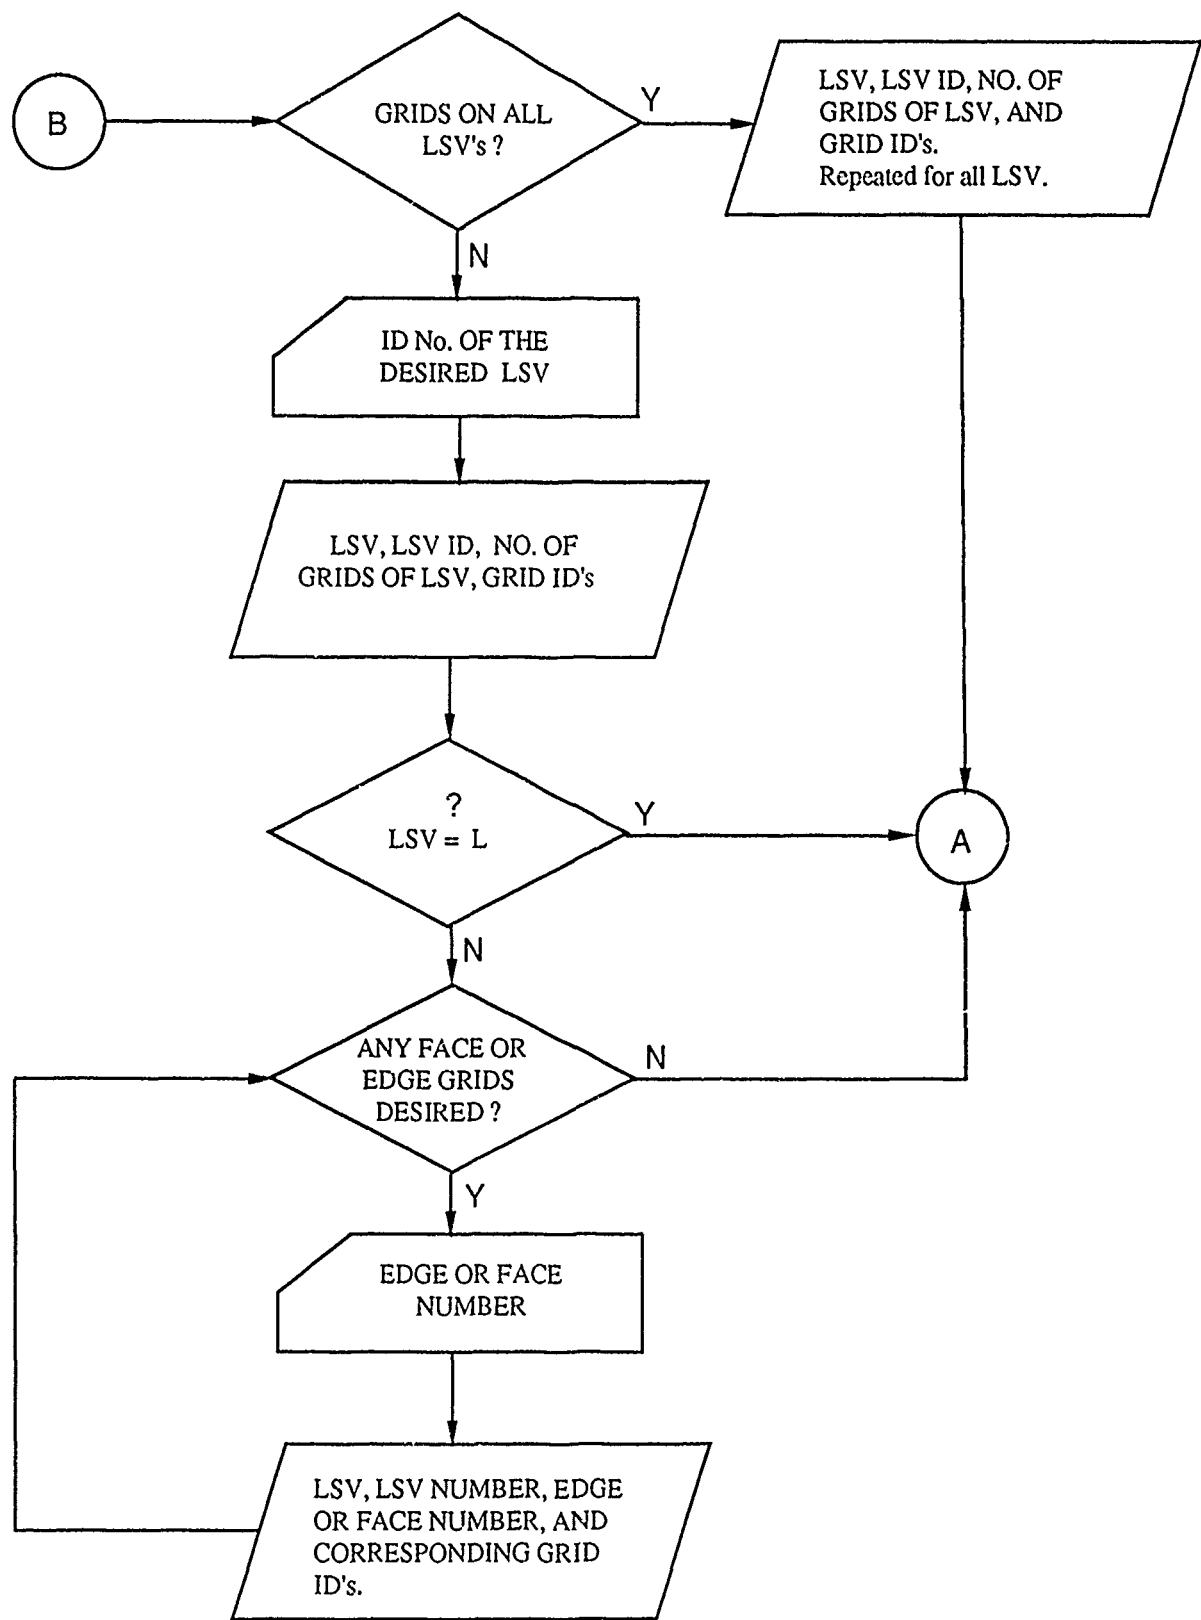 B
GRIDS ON ALL
LSV's ?
Y
LSV, LSV ID, NO. OF
GRIDS OF LSV, AND
GRID ID's.
Repeated for all LSV.
N
ID No. OF THE
DESIRED LSV
LSV, LSV ID, NO. OF
GRIDS OF LSV, GRID ID's
?
LSV = L
Y
A
N
ANY FACE OR
EDGE GRIDS
DESIRED ?
N
Y
EDGE OR FACE
NUMBER
LSV, LSV NUMBER, EDGE
OR FACE NUMBER, AND
CORRESPONDING GRID
ID's.